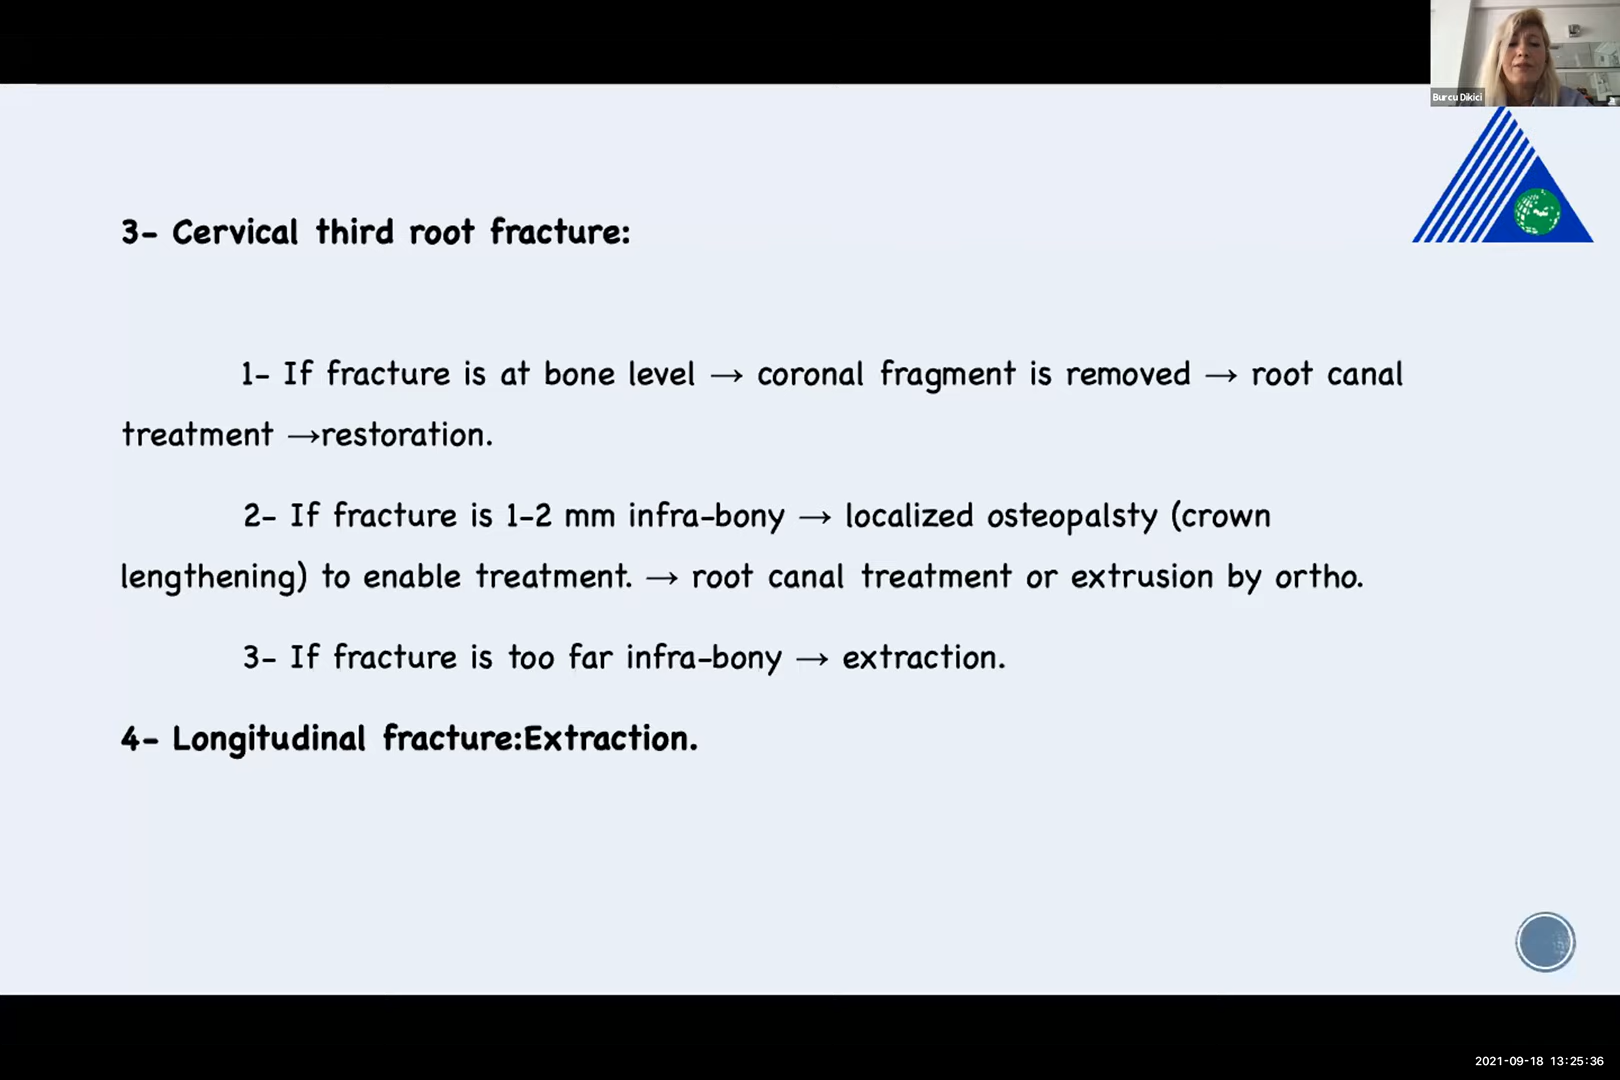 Burcu Dikici
3- Cervical third root fracture:
1- If fracture is at bone level → coronal fragment is removed → root canal
treatment →restoration.
2- If fracture is 1-2 mm infra-bony → localized osteopalsty (crown
lengthening) to enable treatment. → root canal treatment or extrusion by ortho.
3- If fracture is too far infra-bony → extraction.
4- Longitudinal fracture:Extraction.
2021-09-18 13:25:36